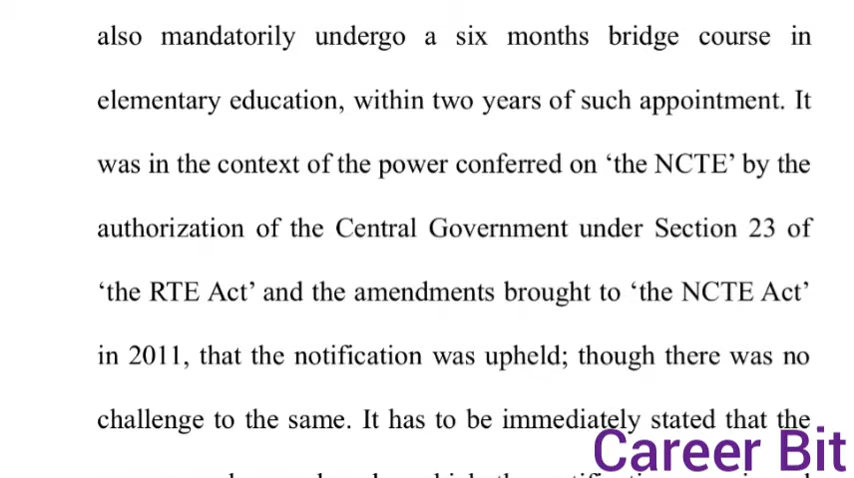 also mandatorily undergo a six months bridge course in
elementary education, within two years of such appointment. It
was in the context of the power conferred on ‘the NCTE’ by the
authorization of the Central Government under Section 23 of
‘the RTE Act’ and the amendments brought to ‘the NCTE Act’
in 2011, that the notification was upheld; though there was no
challenge to the same. It has to be immediately stated that the
Career Bit